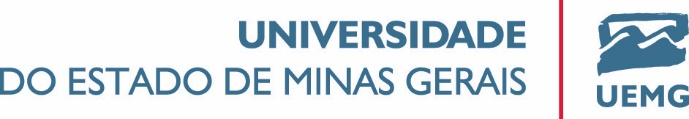 UNIVERSIDADE
DO ESTADO DE MINAS GERAIS
UEMG